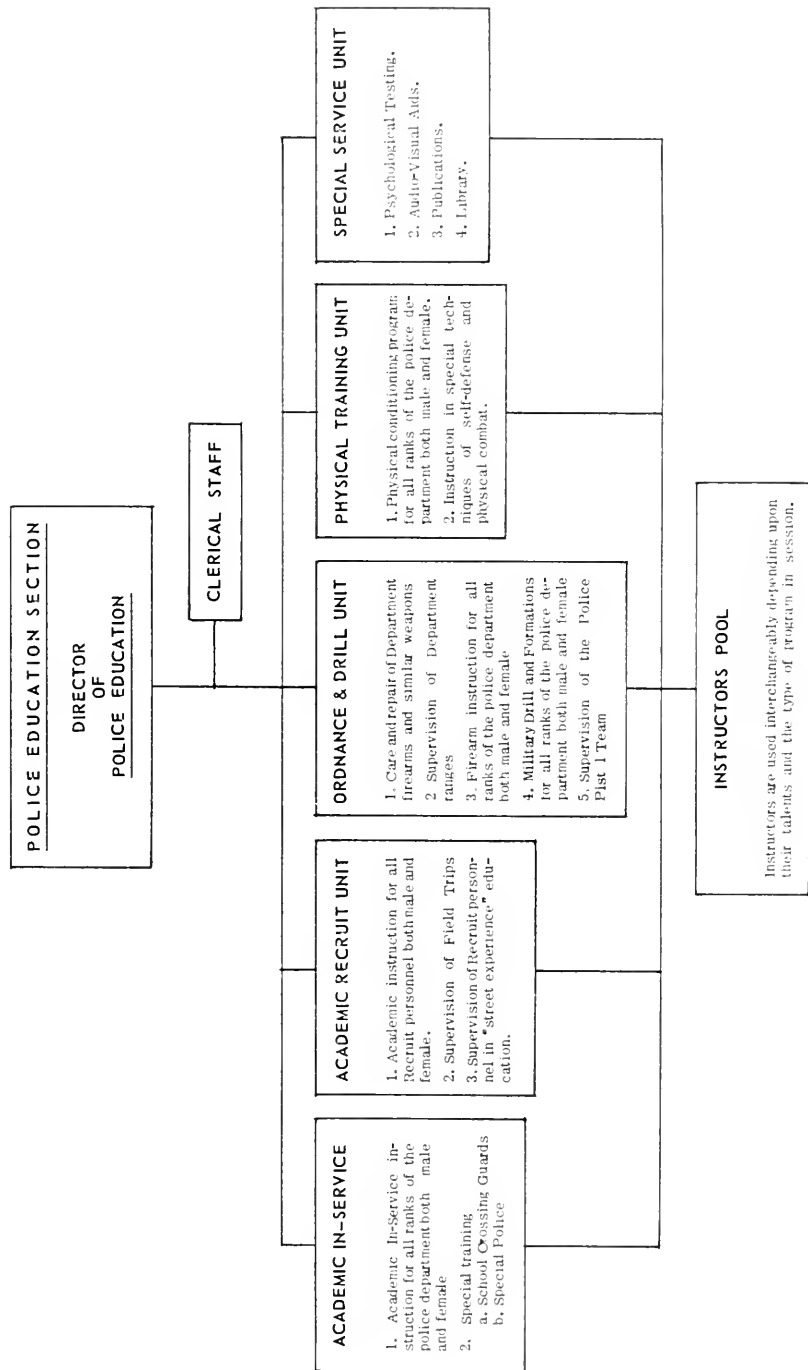 POLICE EDUCATION SECTION
DIRECTOR
OF
POLICE EDUCATION
CLERICAL STAFF
ACADEMIC IN-SERVICE
1. Academic In-Service in-
struction for all ranks of the
police department both male
and female
2. Special training
a. School Crossing Guards
b. Special Police
ACADEMIC RECRUIT UNIT
1. Academic instruction for all
Recruit personnel both male and
female.
2. Supervision of Field Trips
3. Supervision of Recruit person-
nel in "street experience" edu-
cation.
ORDNANCE & DRILL UNIT
1. Care and repair of Department
firearms and similar weapons
2 Supervision of Department
ranges
3. Firearm instruction for all
ranks of the police department
both male and female
4. Military Drill and Formations
for all ranks of the police de-
partment both male and female
5. Supervision of the Police
Pist l Team
PHYSICAL TRAINING UNIT
1. Physical conditioning program
for all ranks of the police de-
partment both male and female.
2. Instruction in special tech-
niques of self-defense and
physical combat.
SPECIAL SERVICE UNIT
1. Psychological Testing.
2. Audio-Visual Aids.
3. Publications.
4. Library.
INSTRUCTORS POOL
Instructors are used interchangeably depending upon
their talents and the type of program in session.